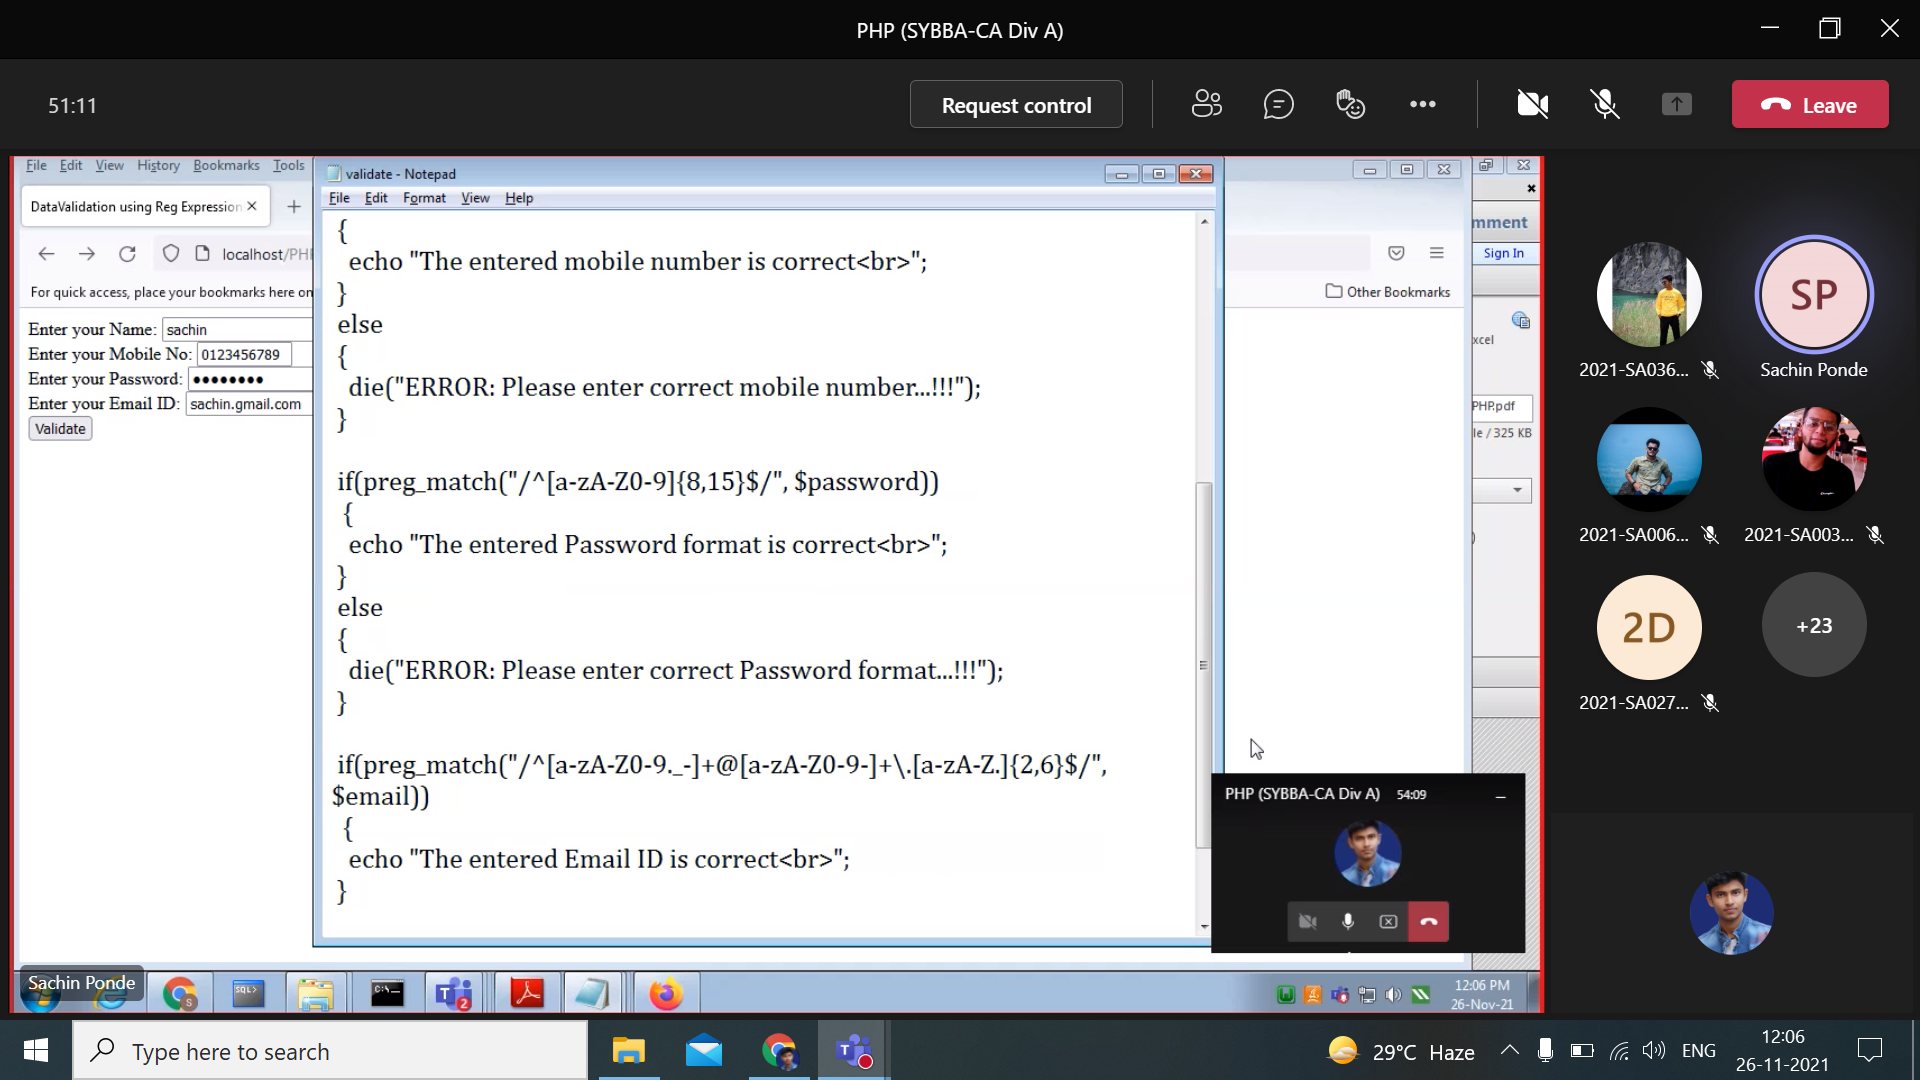 PHP (SYBBA-CA Div A)
51:11
Request control
Leave
File Edit View History Bookmarks Tools
DataValidation using Reg Expression
localhost/PH
For quick access, place your bookmarks here on
Enter your Name: sachin
Enter your Mobile No: 0123456789
Enter your Password: ●●●●●●●●
Enter your Email ID: sachin.gmail.com
Validate
validate - Notepad
File Edit Format View Help
{
echo "The entered mobile number is correct<br>";
}
else
{
die("ERROR: Please enter correct mobile number...!!!");
}
if(preg_match("/^[a-zA-Z0-9]{8,15}$/", $password))
{
echo "The entered Password format is correct<br>";
}
else
{
die("ERROR: Please enter correct Password format...!!!");
}
if(preg_match("/^[a-zA-Z0-9._-]+@[a-zA-Z0-9-]+\.[a-zA-Z.]{2,6}$/",
$email))
{
echo "The entered Email ID is correct<br>";
}
Other Bookmarks
mment
Sign In
xcel
PHP.pdf
le / 325 KB
PHP (SYBBA-CA Div A) 54:09
2021-SA036...
Sachin Ponde
SP
2021-SA006...
2021-SA003...
2D
+23
2021-SA027...
Sachin Ponde
S
SQL>
C:\_
T
2
12:06 PM
26-Nov-21
Type here to search
29°C Haze
ENG
12:06
26-11-2021